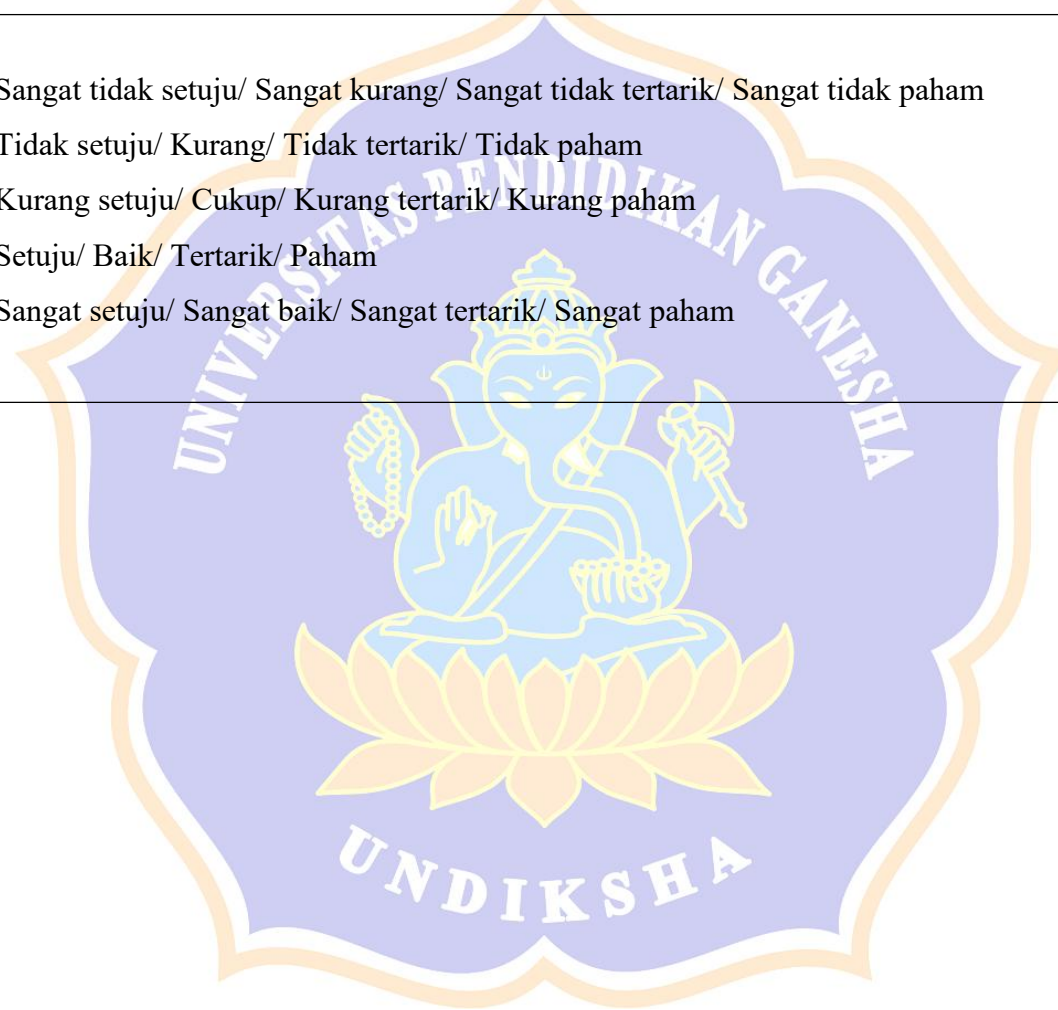 Sangat tidak setuju/ Sangat kurang/ Sangat tidak tertarik/ Sangat tidak paham
Tidak setuju/ Kurang/ Tidak tertarik/ Tidak paham
Kurang setuju/ Cukup/ Kurang tertarik/ Kurang paham
Setuju/ Baik/ Tertarik/ Paham
Sangat setuju/ Sangat baik/ Sangat tertarik/ Sangat paham
UNIVERSITAS PENDIDIKAN GANESHA
UNDIKSHA